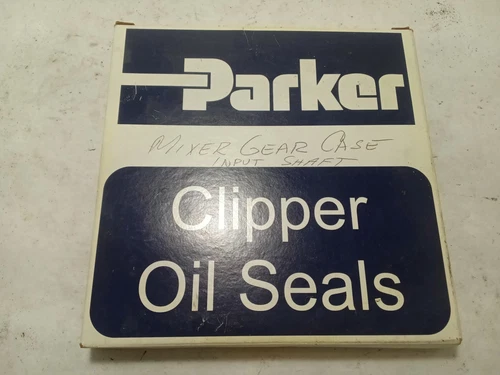 Parker
MIXER GEAR CASE
INPUT SHAFT
Clipper
Oil Seals